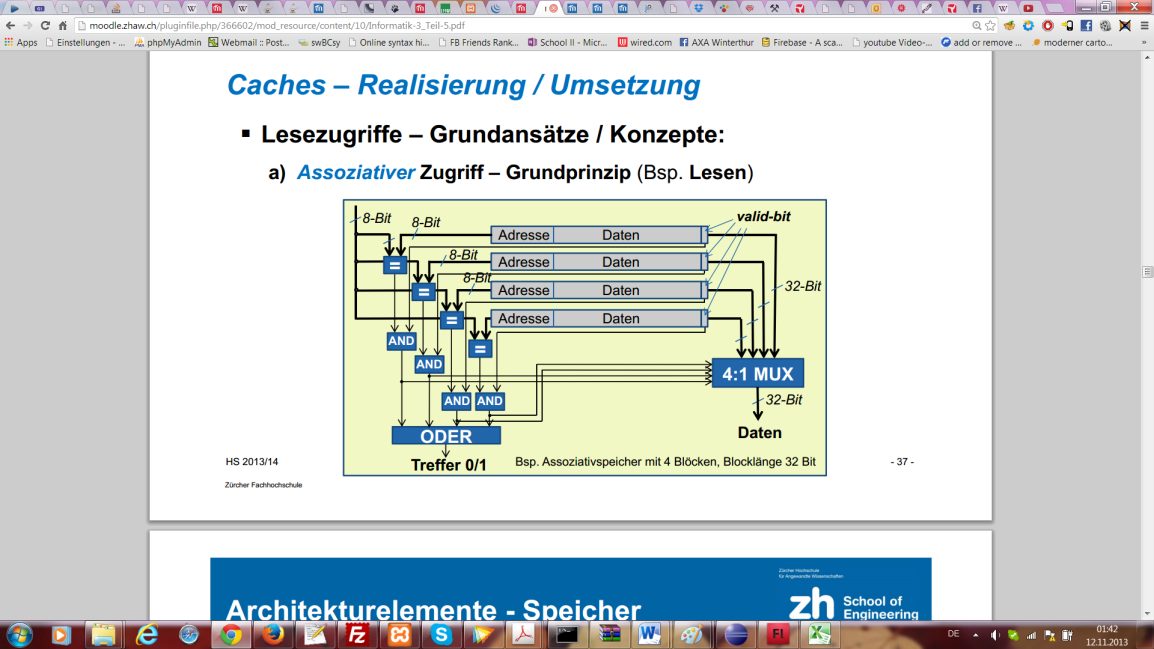 moodle.zhaw.ch/pluginfile.php/366602/mod_resource/content/10/Informatik-3_Teil-5.pdf
Apps Einstellungen - ... phpMyAdmin Webmail :: Post... swBCsy Online syntax hi... FB Friends Rank... School II - Micr... wired.com AXA Winterthur Firebase - A sca... youtube Video-... add or remove ... moderner carto... »
Caches – Realisierung / Umsetzung
▪ Lesezugriffe – Grundansätze / Konzepte:
a) Assoziativer Zugriff – Grundprinzip (Bsp. Lesen)
8-Bit
8-Bit
valid-bit
Adresse Daten
8-Bit
Adresse Daten
=
8-Bit
Adresse Daten
=
32-Bit
Adresse Daten
=
=
AND
AND
4:1 MUX
AND AND
32-Bit
ODER
Daten
Treffer 0/1
Bsp. Assoziativspeicher mit 4 Blöcken, Blocklänge 32 Bit
HS 2013/14
- 37 -
Zürcher Fachhochschule
Zürcher Hochschule
für Angewandte Wissenschaften
Architekturelemente - Speicher
zh School of
Engineering
DE
01:42
12.11.2013